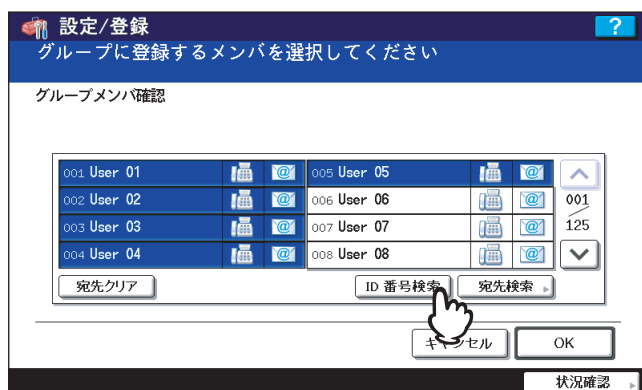 設定/登録 ?
グループに登録するメンバを選択してください
グループメンバ確認
001 User 01 @ 005 User 05 @
002 User 02 @ 006 User 06 @
003 User 03 @ 007 User 07 @
004 User 04 @ 008 User 08 @
001
125
宛先クリア ID 番号検索 宛先検索
キャンセル OK
状況確認